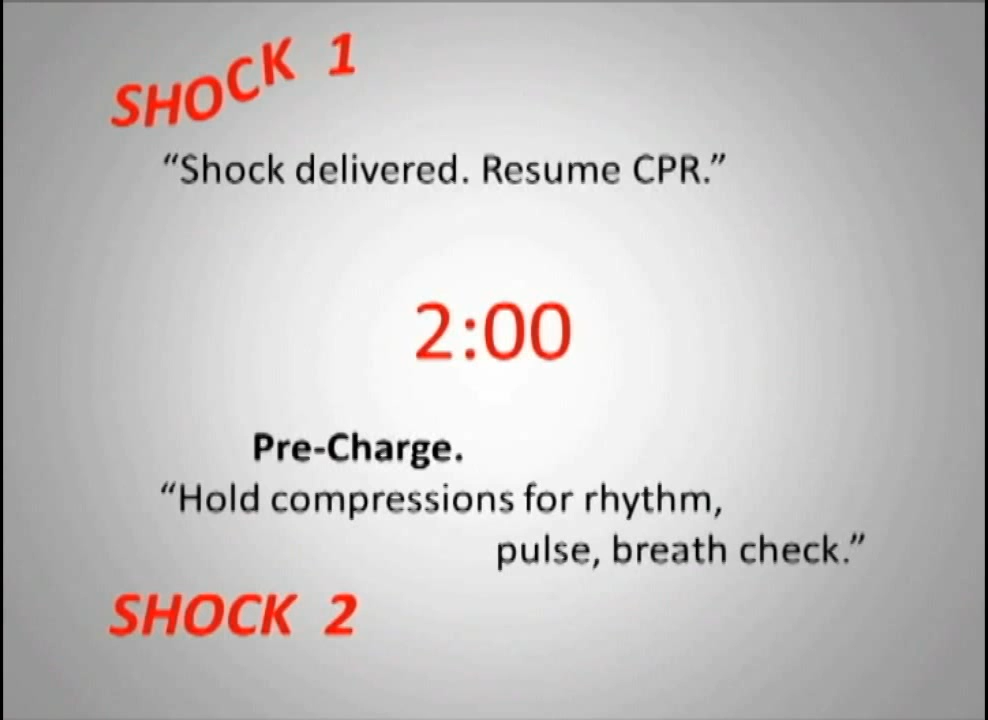 SHOCK 1
“Shock delivered. Resume CPR.”
2:00
Pre-Charge.
“Hold compressions for rhythm,
pulse, breath check.”
SHOCK 2